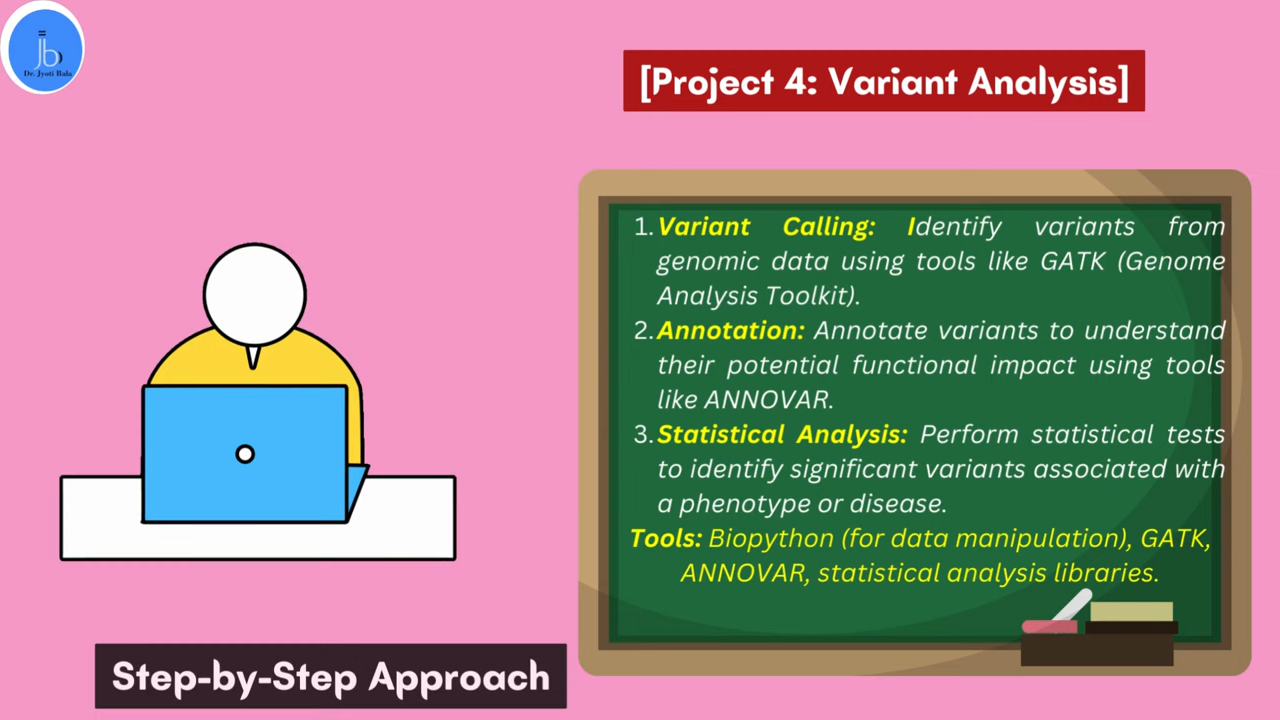 jb
Dr. Jyoti Bala
[Project 4: Variant Analysis]
1. Variant Calling: Identify variants from
genomic data using tools like GATK (Genome
Analysis Toolkit).
2. Annotation: Annotate variants to understand
their potential functional impact using tools
like ANNOVAR.
3. Statistical Analysis: Perform statistical tests
to identify significant variants associated with
a phenotype or disease.
Tools: Biopython (for data manipulation), GATK,
ANNOVAR, statistical analysis libraries.
Step-by-Step Approach